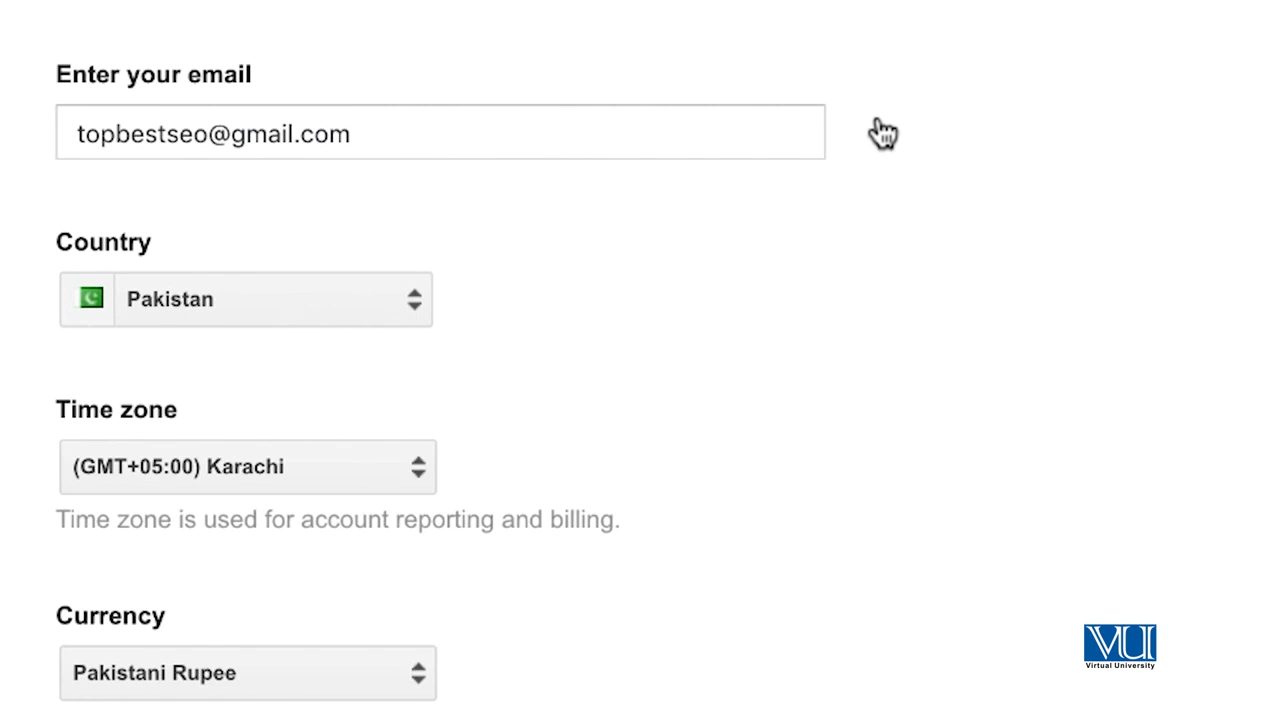 Enter your email
topbestseo@gmail.com
Country
Pakistan
Time zone
(GMT+05:00) Karachi
Time zone is used for account reporting and billing.
Currency
Pakistani Rupee
VU
Virtual University